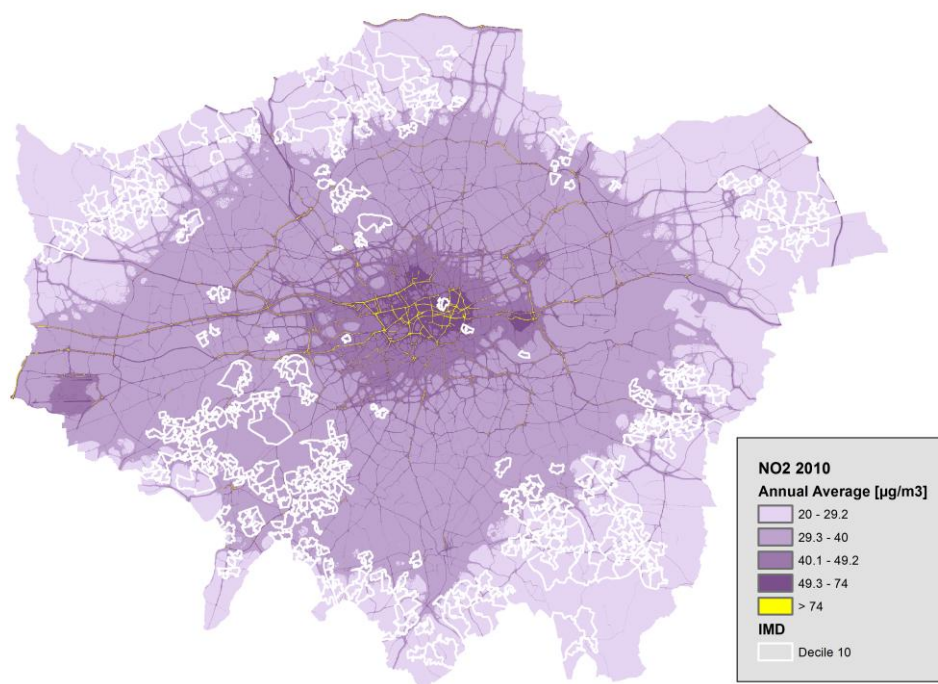 NO2 2010
Annual Average [µg/m3]
20 - 29.2
29.3 - 40
40.1 - 49.2
49.3 - 74
> 74
IMD
Decile 10